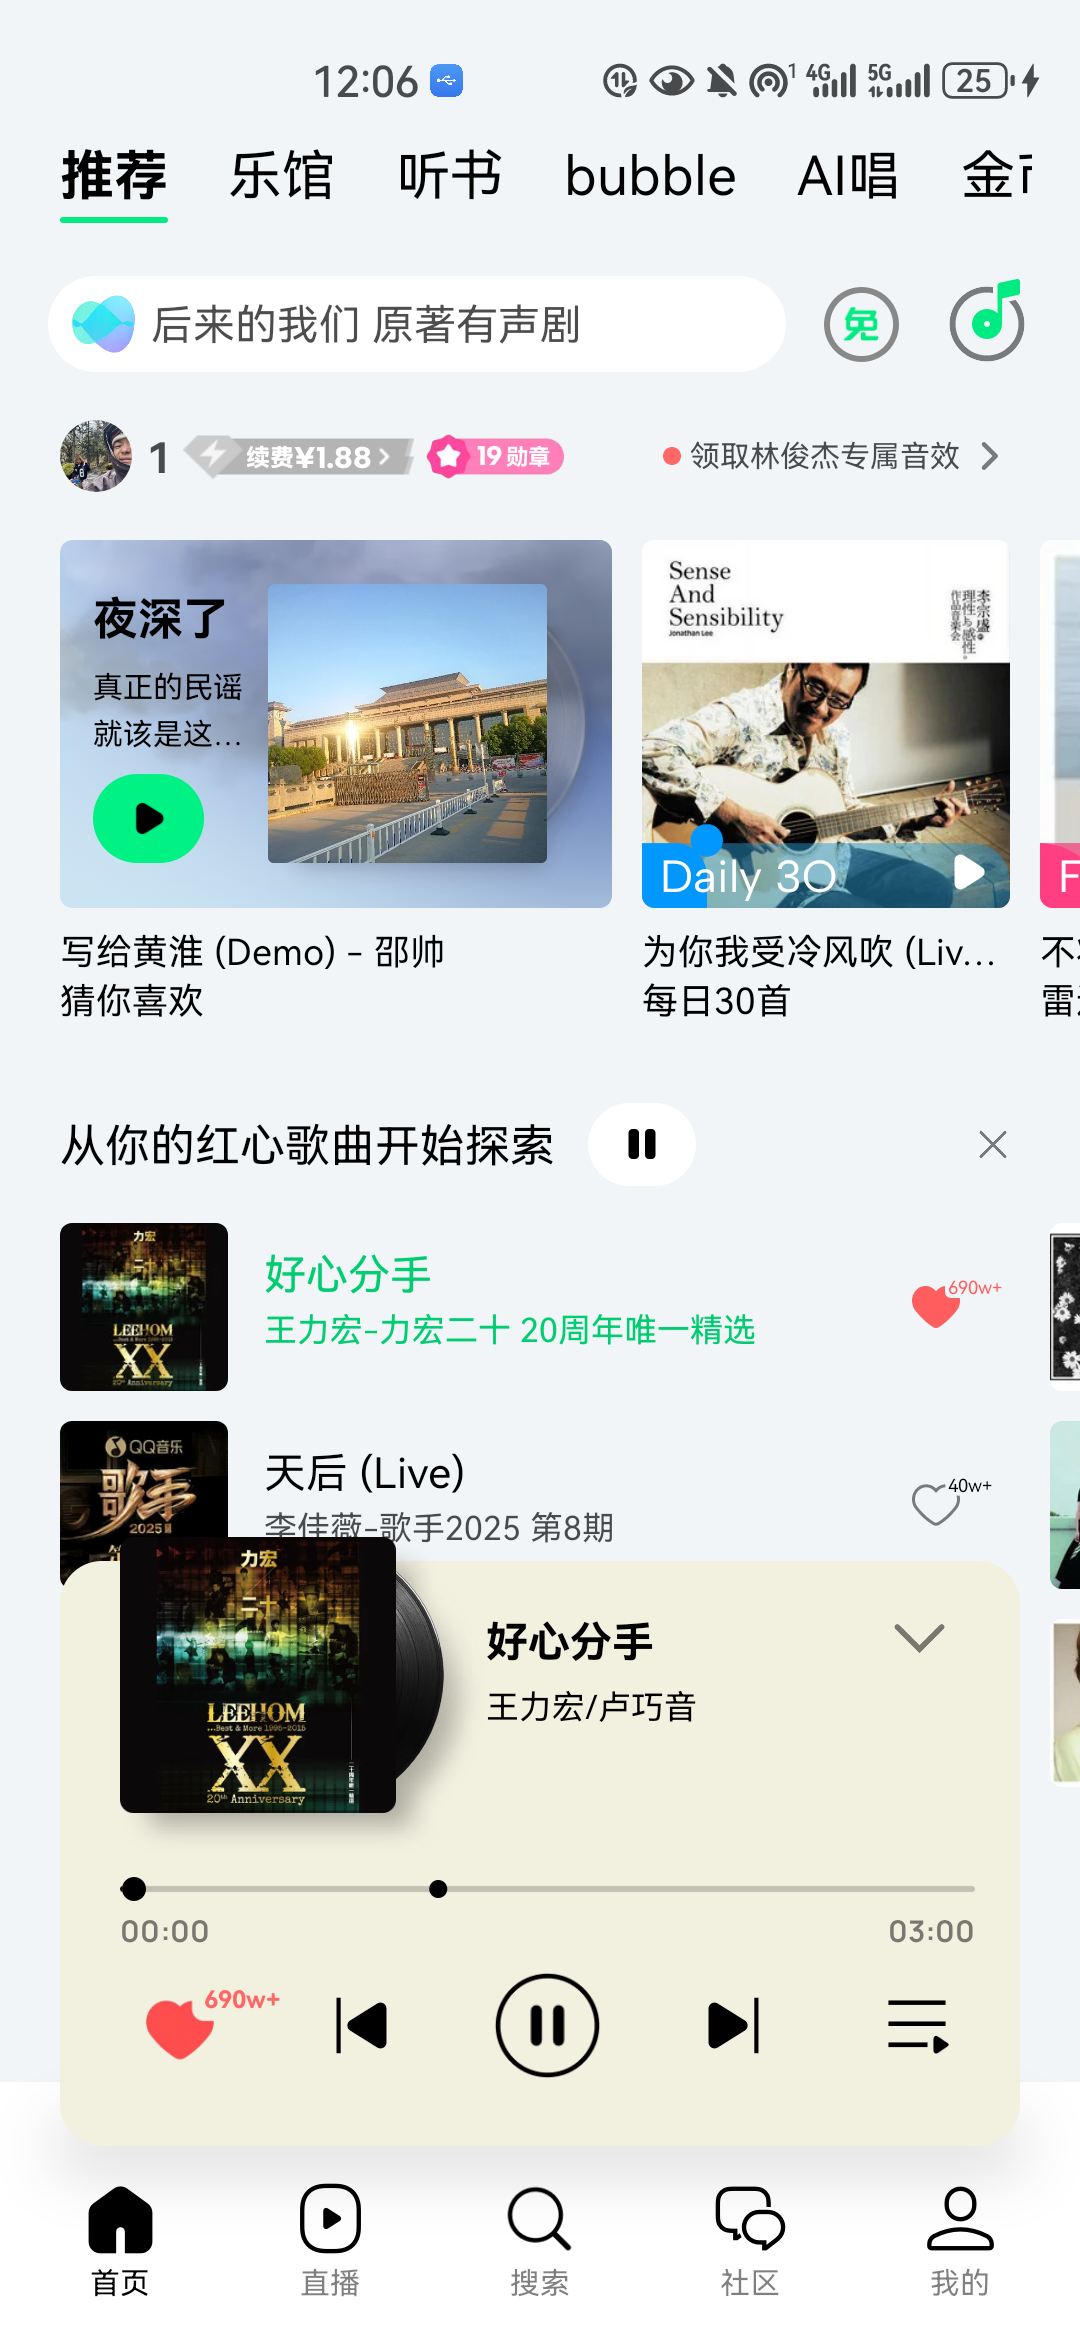 12:06
1 4G 5G 25
推荐 乐馆 听书 bubble AI唱
后来的我们 原著有声剧
免
1 续费¥1.88 19 勋章 领取林俊杰专属音效
夜深了
真正的民谣
就该是这...
Sense
And
Sensibility
Jonathan Lee
李宗盛
理性与感性
作品音乐会
Daily 30
F
写给黄淮 (Demo) - 邵帅
猜你喜欢
为你我受冷风吹 (Liv...
每日30首
从你的红心歌曲开始探索
力宏
二十
LEEHOM
...Best & More 1995-2015
XX
20th Anniversary
好心分手
王力宏-力宏二十 20周年唯一精选
690w+
QQ音乐
歌手
2025
天后 (Live)
李佳薇-歌手2025 第8期
40w+
力宏
二十
LEEHOM
...Best & More 1995-2015
XX
20th Anniversary
好心分手
王力宏/卢巧音
00:00
03:00
690w+
首页 直播 搜索 社区 我的